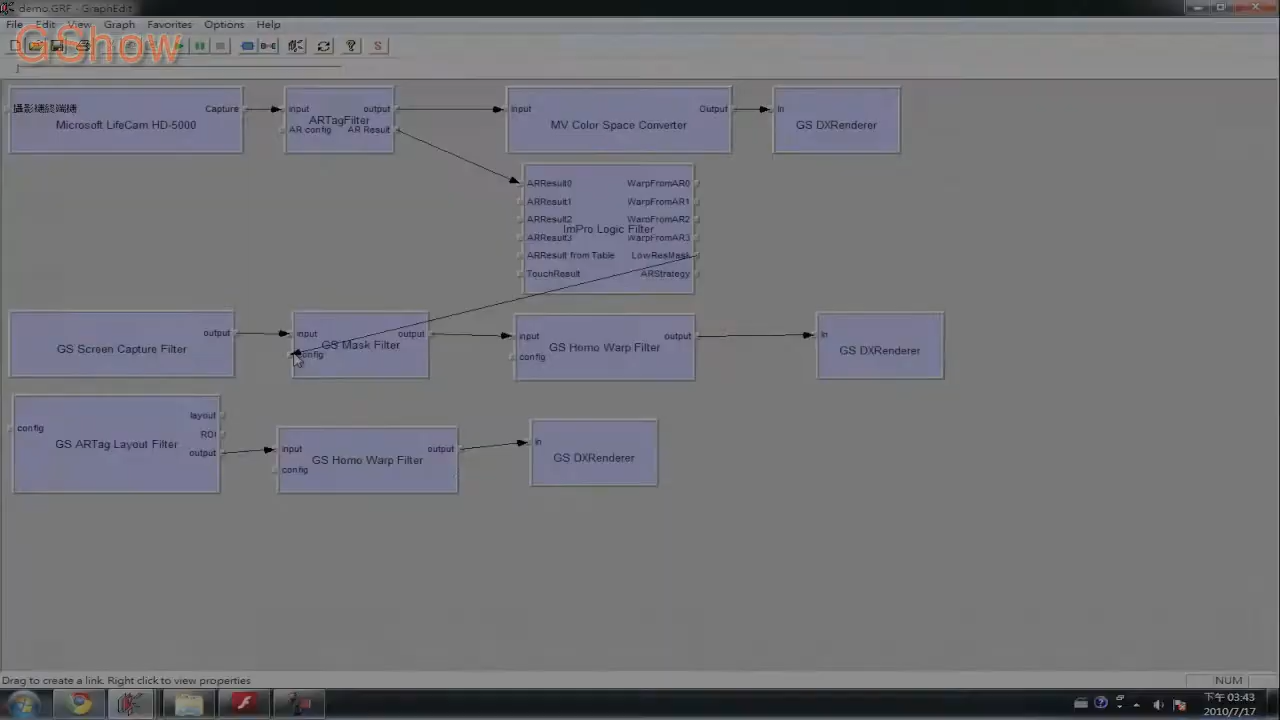 demo.GRF - GraphEdit
File Edit View Graph Favorites Options Help
GShow
Capture
Microsoft LifeCam HD-5000
input output
ARTagFilter
AR config AR Result
input Output
MV Color Space Converter
In
GS DXRenderer
ARResult0 WarpFromAR0
ARResult1 WarpFromAR1
ARResult2 WarpFromAR2
ImPro Logic Filter
ARResult3 WarpFromAR3
ARResult from Table LowResMask
TouchResult ARStrategy
output
GS Screen Capture Filter
input output
GS Mask Filter
config
input output
GS Homo Warp Filter
config
In
GS DXRenderer
layout
config
ROI
GS ARTag Layout Filter
output
input output
GS Homo Warp Filter
config
In
GS DXRenderer
Drag to create a link. Right click to view properties
NUM
下午 03:43
2010/7/17